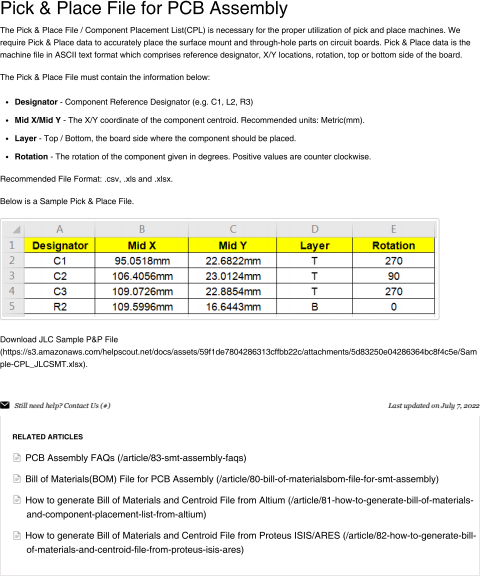 Pick & Place File for PCB Assembly
The Pick & Place File / Component Placement List(CPL) is necessary for the proper utilization of pick and place machines. We
require Pick & Place data to accurately place the surface mount and through-hole parts on circuit boards. Pick & Place data is the
machine file in ASCII text format which comprises reference designator, X/Y locations, rotation, top or bottom side of the board.
The Pick & Place File must contain the information below:
• Designator - Component Reference Designator (e.g. C1, L2, R3)
• Mid X/Mid Y - The X/Y coordinate of the component centroid. Recommended units: Metric(mm).
• Layer - Top / Bottom, the board side where the component should be placed.
• Rotation - The rotation of the component given in degrees. Positive values are counter clockwise.
Recommended File Format: .csv, .xls and .xlsx.
Below is a Sample Pick & Place File.
A B C D E
1 Designator Mid X Mid Y Layer Rotation
2 C1 95.0518mm 22.6822mm T 270
3 C2 106.4056mm 23.0124mm T 90
4 C3 109.0726mm 22.8854mm T 270
5 R2 109.5996mm 16.6443mm B 0
Download JLC Sample P&P File
(https://s3.amazonaws.com/helpscout.net/docs/assets/59f1de7804286313cffbb22c/attachments/5d83250e04286364bc8f4c5e/Sam
ple-CPL_JLCSMT.xlsx).
Still need help? Contact Us (#) Last updated on July 7, 2022
RELATED ARTICLES
PCB Assembly FAQs (/article/83-smt-assembly-faqs)
Bill of Materials(BOM) File for PCB Assembly (/article/80-bill-of-materialsbom-file-for-smt-assembly)
How to generate Bill of Materials and Centroid File from Altium (/article/81-how-to-generate-bill-of-materials-
and-component-placement-list-from-altium)
How to generate Bill of Materials and Centroid File from Proteus ISIS/ARES (/article/82-how-to-generate-bill-
of-materials-and-centroid-file-from-proteus-isis-ares)